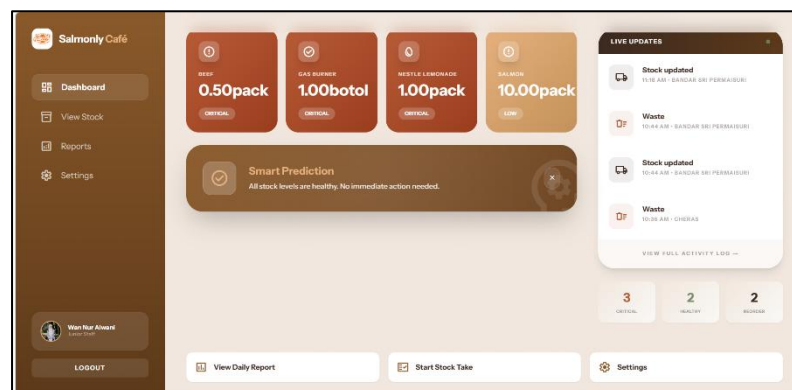 Salmonly Café
Dashboard
View Stock
Reports
Settings
Wan Nur Aiwani
Junior Staff
LOGOUT
BEEF
0.50pack
CRITICAL
GAS BURNER
1.00botol
CRITICAL
NESTLE LEMONADE
1.00pack
CRITICAL
SALMON
10.00pack
LOW
Smart Prediction
All stock levels are healthy. No immediate action needed.
×
LIVE UPDATES
Stock updated
11:18 AM • BANDAR SRI PERMAISURI
Waste
10:44 AM • BANDAR SRI PERMAISURI
Stock updated
10:44 AM • BANDAR SRI PERMAISURI
Waste
10:36 AM • CHERAS
VIEW FULL ACTIVITY LOG →
3
CRITICAL
2
HEALTHY
2
REORDER
View Daily Report
Start Stock Take
Settings